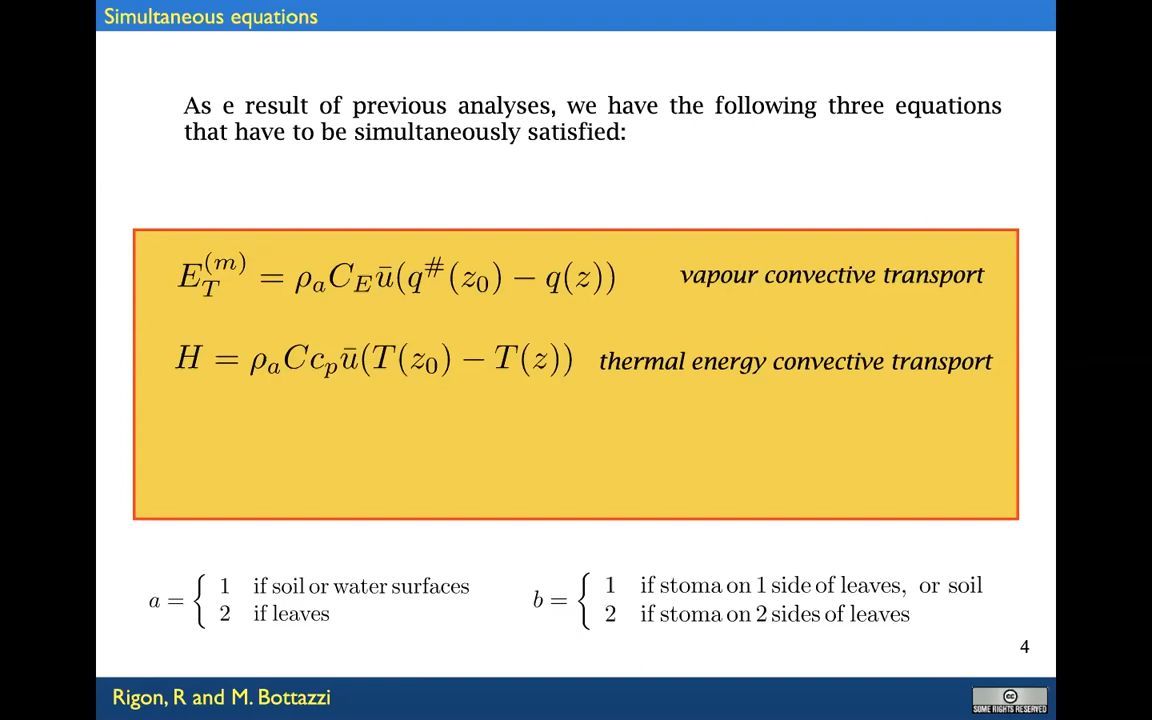 Simultaneous equations
As e result of previous analyses, we have the following three equations
that have to be simultaneously satisfied:
E_T^{(m)} = ρ_a C_E ū(q^#(z_0) − q(z)) vapour convective transport
H = ρ_a C c_p ū(T(z_0) − T(z)) thermal energy convective transport
a = { 1 if soil or water surfaces
2 if leaves
b = { 1 if stoma on 1 side of leaves, or soil
2 if stoma on 2 sides of leaves
4
Rigon, R and M. Bottazzi
cc
SOME RIGHTS RESERVED